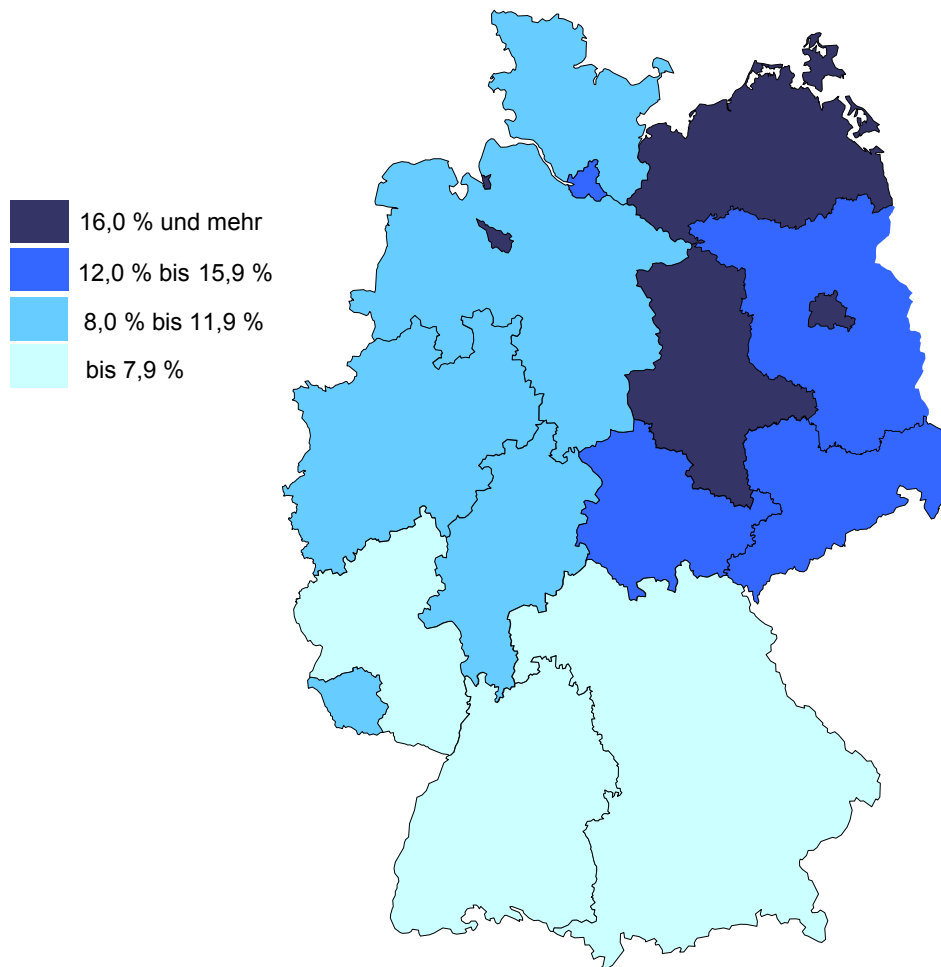 16,0 % und mehr
12,0 % bis 15,9 %
8,0 % bis 11,9 %
bis 7,9 %